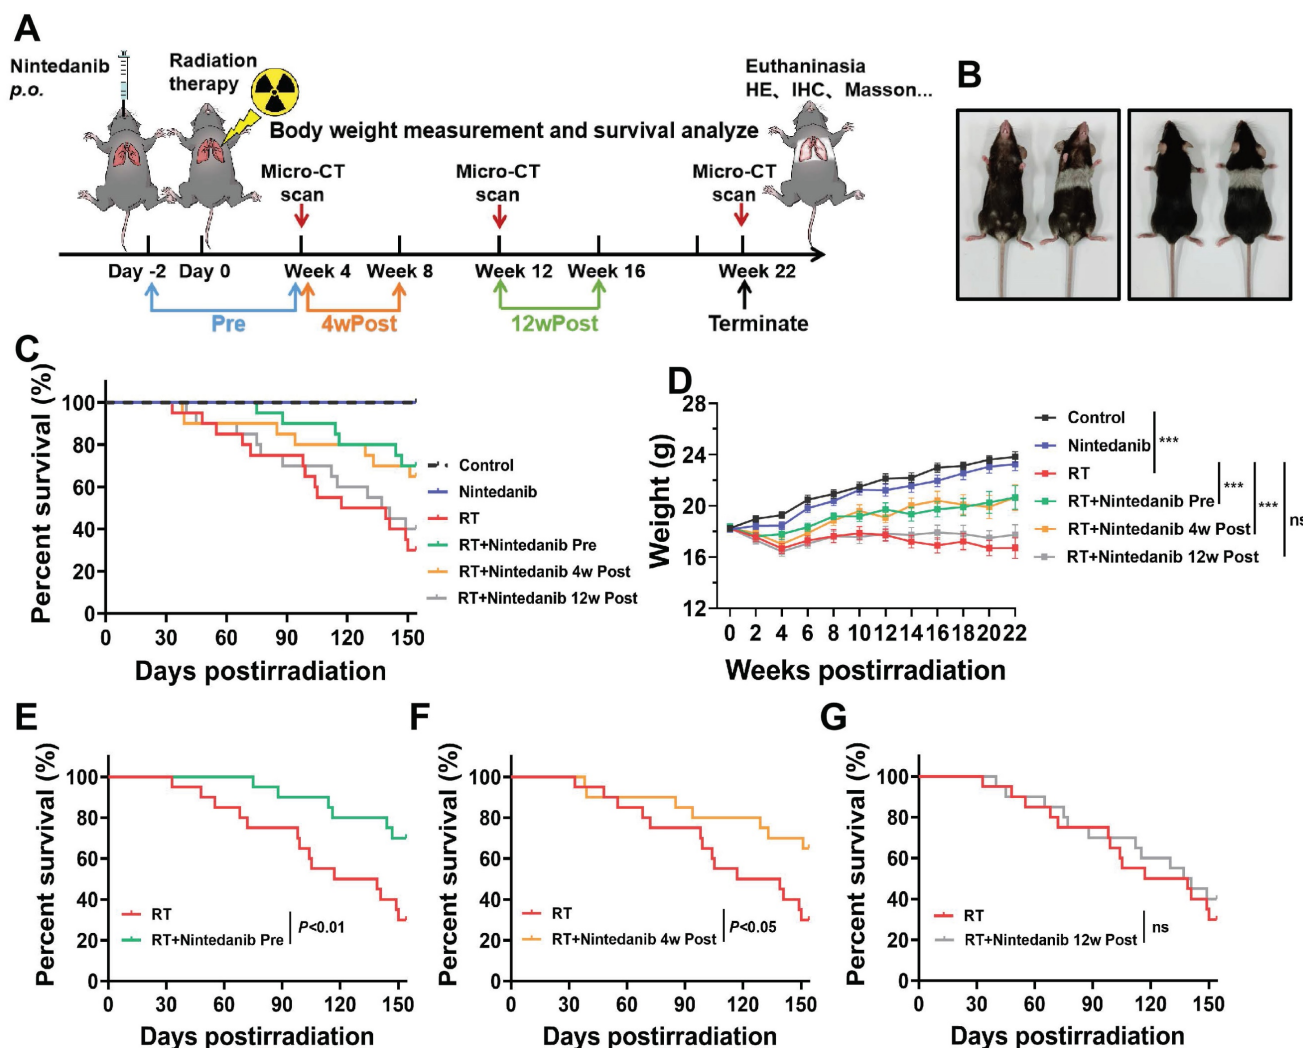 A
Nintedanib
p.o.
Radiation
therapy
Euthaninasia
HE、IHC、Masson...
Body weight measurement and survival analyze
Micro-CT
scan
Micro-CT
scan
Micro-CT
scan
Day -2
Day 0
Week 4
Week 8
Week 12
Week 16
Week 22
Pre
4wPost
12wPost
Terminate
B
C
Percent survival (%)
100
80
60
40
20
0
0 30 60 90 120 150
Days postirradiation
Control
Nintedanib
RT
RT+Nintedanib Pre
RT+Nintedanib 4w Post
RT+Nintedanib 12w Post
D
Weight (g)
28
24
20
16
12
0 2 4 6 8 10 12 14 16 18 20 22
Weeks postirradiation
Control
Nintedanib
RT
RT+Nintedanib Pre
RT+Nintedanib 4w Post
RT+Nintedanib 12w Post
***
***
***
ns
E
Percent survival (%)
100
80
60
40
20
0
0 30 60 90 120 150
Days postirradiation
RT
RT+Nintedanib Pre
P<0.01
F
Percent survival (%)
100
80
60
40
20
0
0 30 60 90 120 150
Days postirradiation
RT
RT+Nintedanib 4w Post
P<0.05
G
Percent survival (%)
100
80
60
40
20
0
0 30 60 90 120 150
Days postirradiation
RT
RT+Nintedanib 12w Post
ns